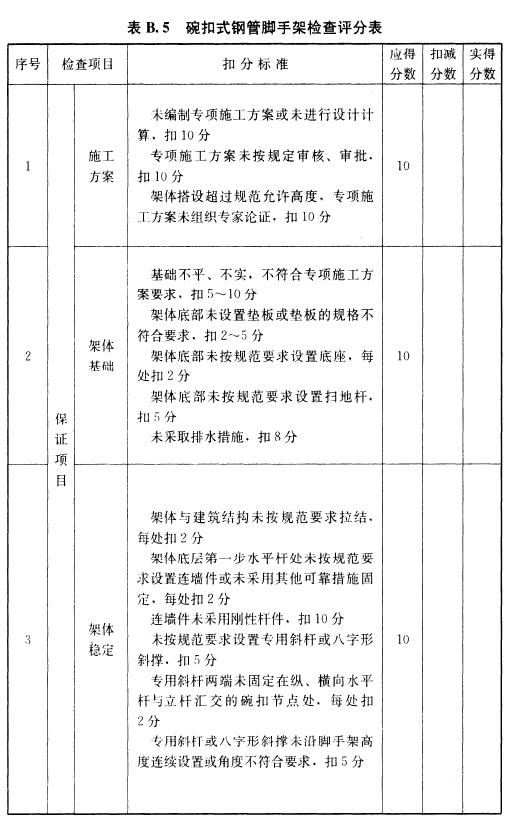 表 B.5 碗扣式钢管脚手架检查评分表
序号 检查项目 扣分标准 应得分数 扣减分数 实得分数
1
保证项目
施工方案
未编制专项施工方案或未进行设计计
算，扣 10 分
专项施工方案未按规定审核、审批，
扣 10 分
架体搭设超过规范允许高度，专项施
工方案未组织专家论证，扣 10 分
10
2
架体基础
基础不平、不实，不符合专项施工方
案要求，扣 5～10 分
架体底部未设置垫板或垫板的规格不
符合要求，扣 2～5 分
架体底部未按规范要求设置底座，每
处扣 2 分
架体底部未按规范要求设置扫地杆，
扣 5 分
未采取排水措施，扣 8 分
10
3
架体稳定
架体与建筑结构未按规范要求拉结，
每处扣 2 分
架体底层第一步水平杆处未按规范要
求设置连墙件或未采用其他可靠措施固
定，每处扣 2 分
连墙件未采用刚性杆件，扣 10 分
未按规范要求设置专用斜杆或八字形
斜撑，扣 5 分
专用斜杆两端未固定在纵、横向水平
杆与立杆汇交的碗扣节点处，每处扣
2 分
专用斜杆或八字形斜撑未沿脚手架高
度连续设置或角度不符合要求，扣 5 分
10